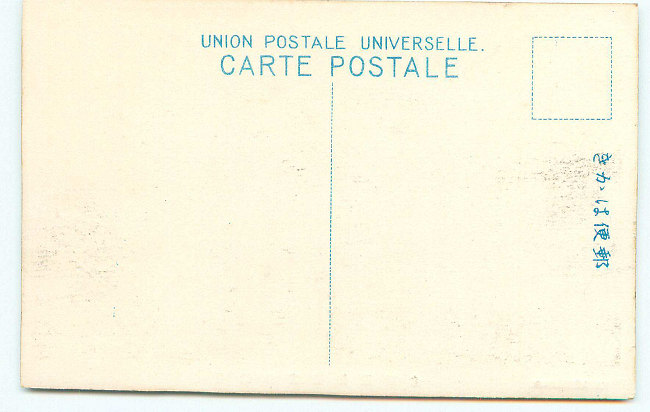 UNION POSTALE UNIVERSELLE.
CARTE POSTALE
郵便はかき